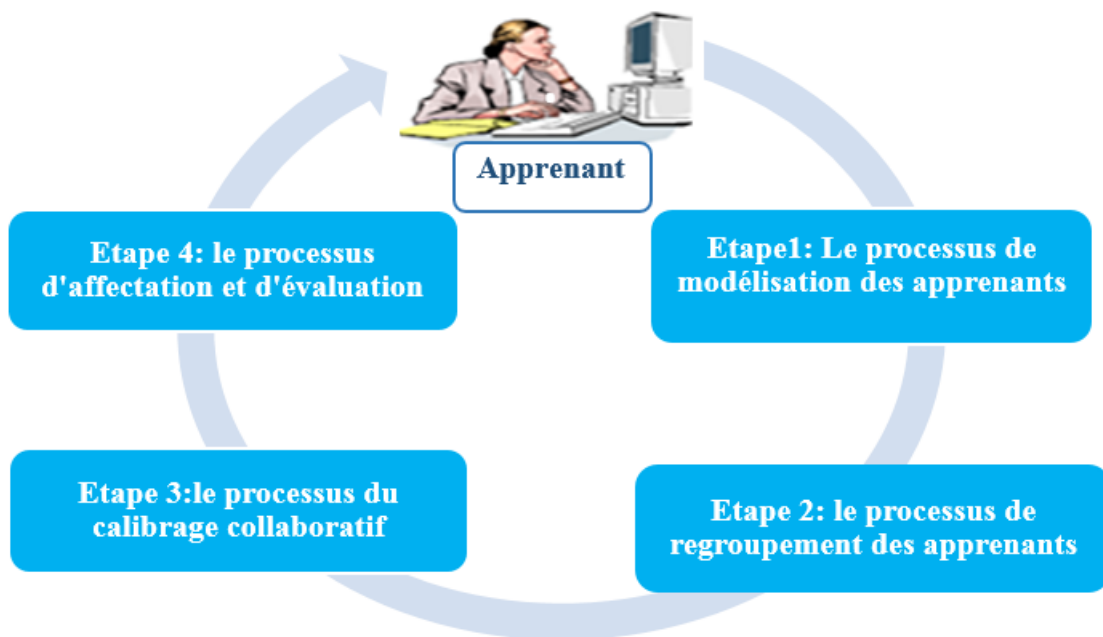 Apprenant
Etape1: Le processus de
modélisation des apprenants
Etape 2: le processus de
regroupement des apprenants
Etape 3:le processus du
calibrage collaboratif
Etape 4: le processus
d'affectation et d'évaluation